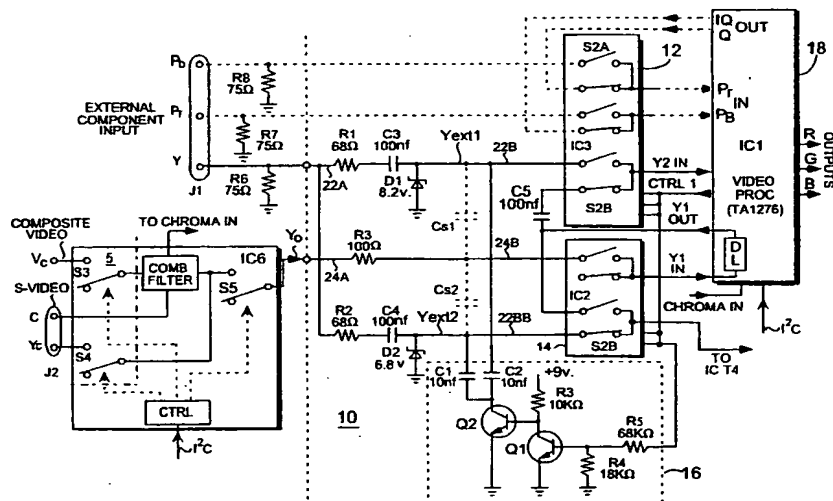 IQ
Q OUT
18
S2A
12
PD
R8
75Ω
EXTERNAL
COMPONENT
INPUT
Pr
R7
75Ω
Y
R6
75Ω
J1
R1
68Ω
C3
100nf
22A
D1
8.2v.
Yext1
22B
IC3
Pr
IN
PB
IC1
R
G
B
OUTPUTS
Y2 IN
VIDEO
PROC
(TA1276)
CTRL 1
C5
100nf
S2B
Y1
OUT
Cs1
COMPOSITE
VIDEO
TO CHROMA IN
Vc
S3
5
COMB
FILTER
S5
IC6
Yo
R3
100Ω
24A
24B
Y1
IN
DL
S-VIDEO
C
Yc
S4
J2
Cs2
IC2
CHROMA IN
I²C
R2
68Ω
C4
100nf
Yext2
22BB
D2
6.8 v
14
S2B
TO
IC T4
C1
10nf
C2
10nf
+9v.
R3
10KΩ
CTRL
I²C
10
Q2
Q1
R5
68KΩ
R4
18KΩ
16